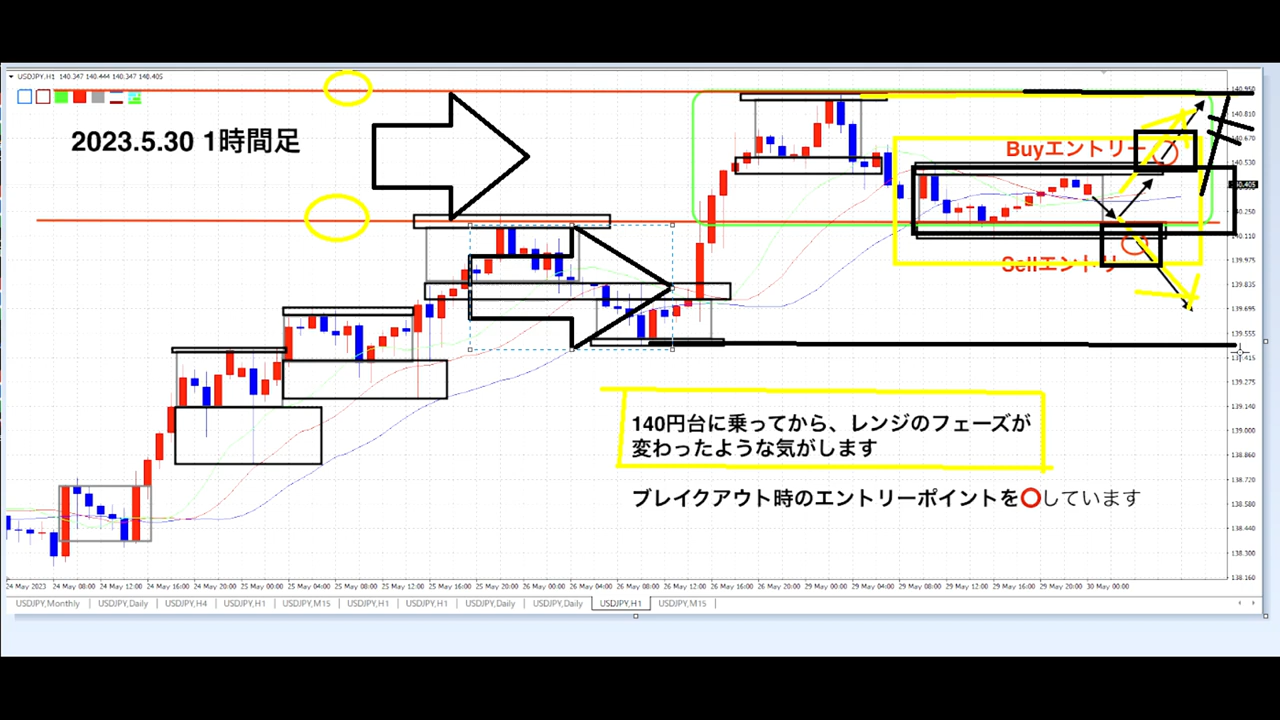 USDJPY,H1 140.347 140.444 140.347 140.405
2023.5.30 1時間足
Buyエントリー
Sellエントリー
140円台に乗ってから、レンジのフェーズが
変わったような気がします
ブレイクアウト時のエントリーポイントを⭕しています
140.950
140.810
140.670
140.530
140.405
140.250
140.110
139.975
139.835
139.695
139.555
139.415
139.275
139.140
139.000
138.860
138.720
138.580
138.440
138.300
138.160
24 May 2023 24 May 08:00 24 May 12:00 24 May 16:00 24 May 20:00 25 May 00:00 25 May 04:00 25 May 08:00 25 May 12:00 25 May 16:00 25 May 20:00 26 May 00:00 26 May 04:00 26 May 08:00 26 May 12:00 26 May 16:00 26 May 20:00 29 May 00:00 29 May 04:00 29 May 08:00 29 May 12:00 29 May 16:00 29 May 20:00 30 May 00:00
USDJPY,Monthly USDJPY,Daily USDJPY,H4 USDJPY,H1 USDJPY,M15 USDJPY,H1 USDJPY,H1 USDJPY,Daily USDJPY,Daily USDJPY,H1 USDJPY,M15